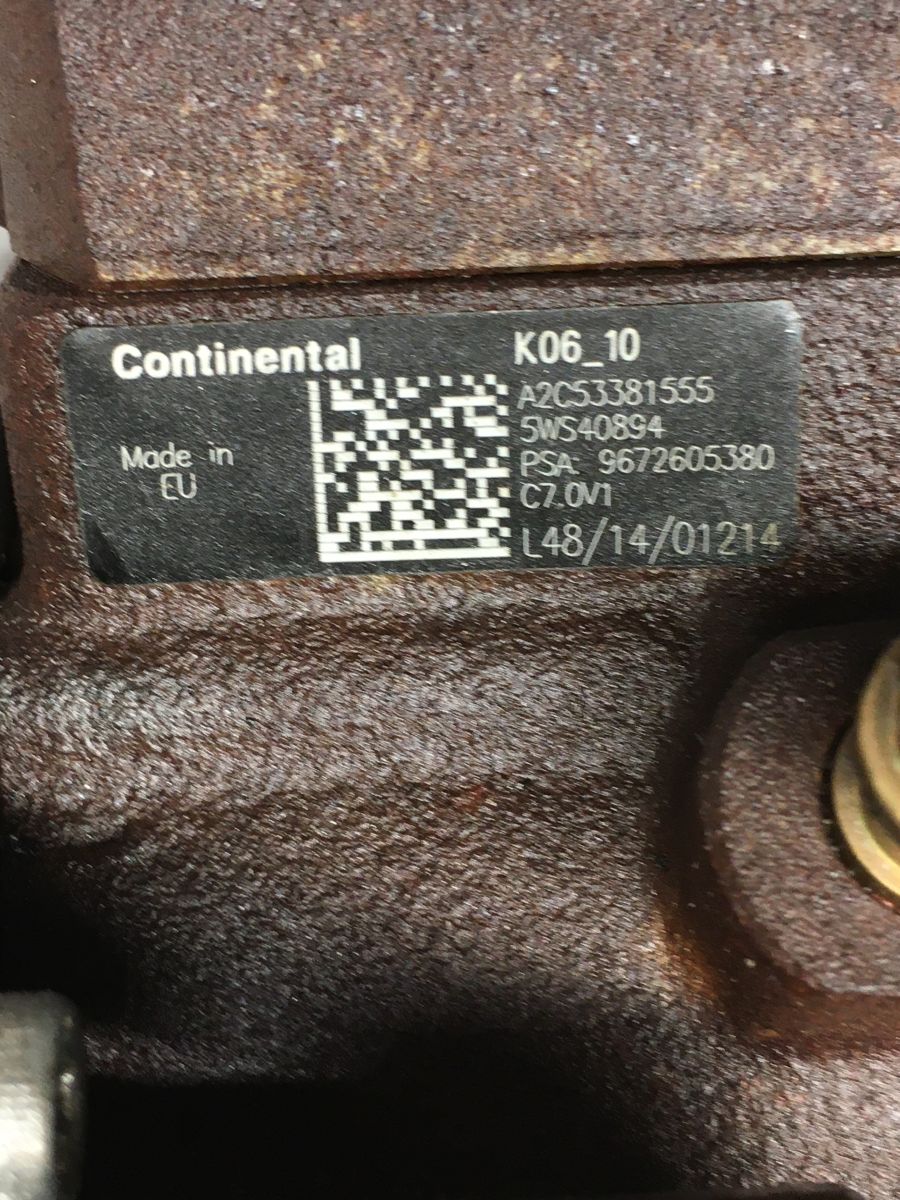 Continental
Made in
EU
K06_10
A2C53381555
5WS40894
PSA: 9672605380
C7.0V1
L48/14/01214